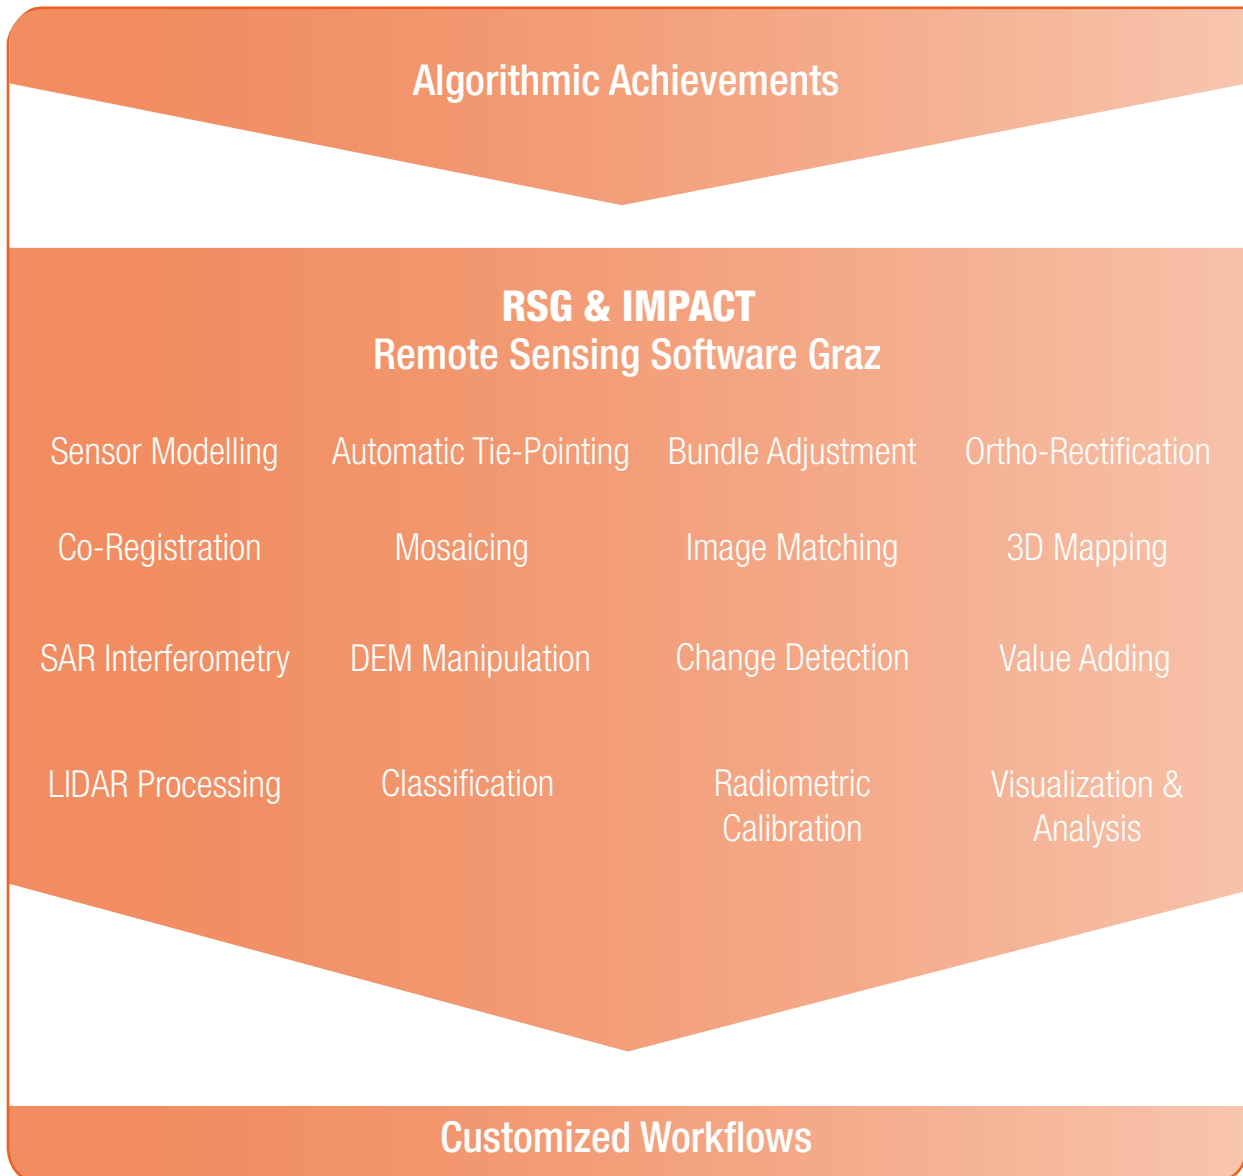 Algorithmic Achievements
RSG & IMPACT
Remote Sensing Software Graz
Sensor Modelling Automatic Tie-Pointing Bundle Adjustment Ortho-Rectification
Co-Registration Mosaicing Image Matching 3D Mapping
SAR Interferometry DEM Manipulation Change Detection Value Adding
LIDAR Processing Classification Radiometric Visualization &
Calibration Analysis
Customized Workflows